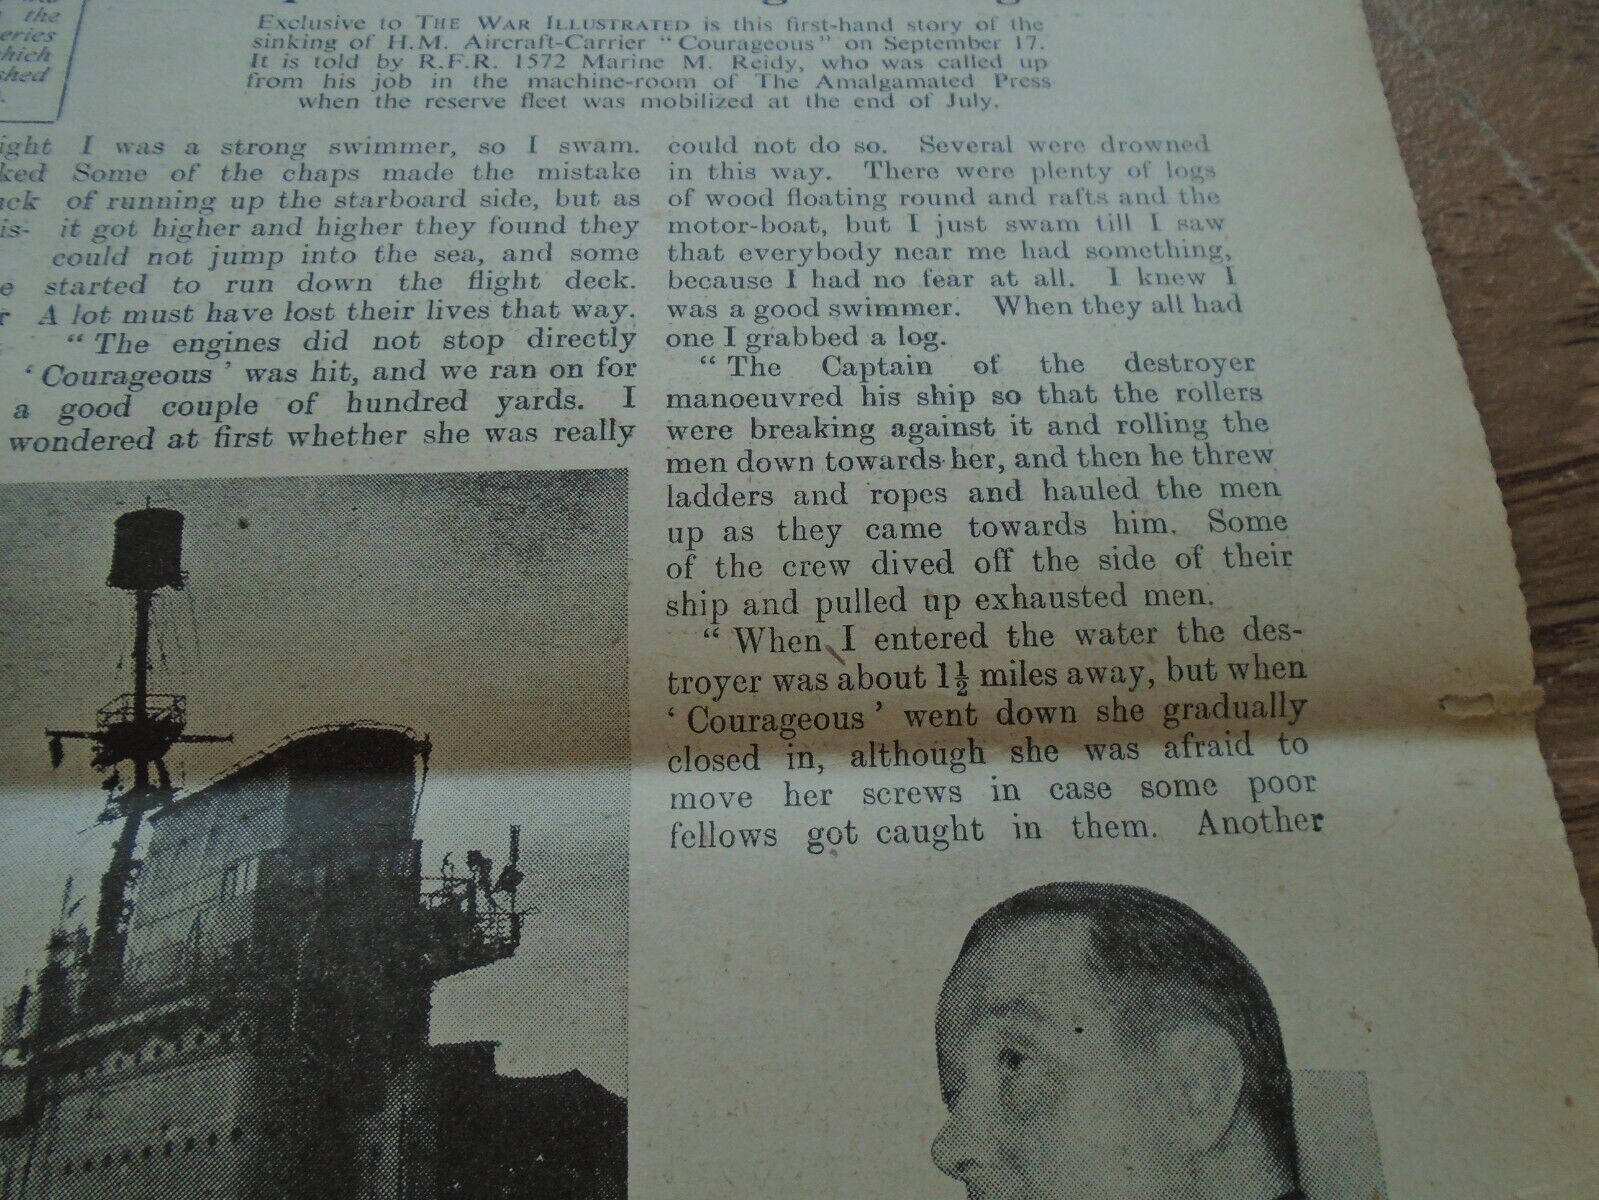 the
eries
which
shed
Exclusive to THE WAR ILLUSTRATED is this first-hand story of the
sinking of H.M. Aircraft-Carrier "Courageous" on September 17.
It is told by R.F.R. 1572 Marine M. Reidy, who was called up
from his job in the machine-room of The Amalgamated Press
when the reserve fleet was mobilized at the end of July.
ight
ked
ck
is-
e
r
I was a strong swimmer, so I swam.
Some of the chaps made the mistake
of running up the starboard side, but as
it got higher and higher they found they
could not jump into the sea, and some
started to run down the flight deck.
A lot must have lost their lives that way.
"The engines did not stop directly
'Courageous' was hit, and we ran on for
a good couple of hundred yards. I
wondered at first whether she was really
could not do so. Several were drowned
in this way. There were plenty of logs
of wood floating round and rafts and the
motor-boat, but I just swam till I saw
that everybody near me had something,
because I had no fear at all. I knew I
was a good swimmer. When they all had
one I grabbed a log.
"The Captain of the destroyer
manoeuvred his ship so that the rollers
were breaking against it and rolling the
men down towards her, and then he threw
ladders and ropes and hauled the men
up as they came towards him. Some
of the crew dived off the side of their
ship and pulled up exhausted men.
"When I entered the water the des-
troyer was about 1½ miles away, but when
'Courageous' went down she gradually
closed in, although she was afraid to
move her screws in case some poor
fellows got caught in them. Another